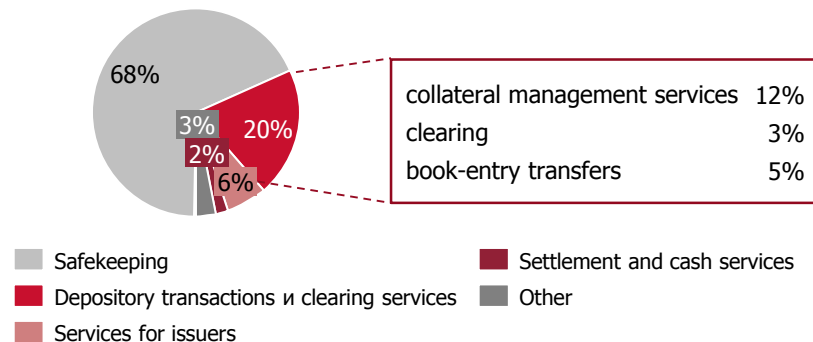 68%
3%
20%
2%
6%
collateral management services 12%
clearing 3%
book-entry transfers 5%
Safekeeping
Settlement and cash services
Depository transactions и clearing services
Other
Services for issuers